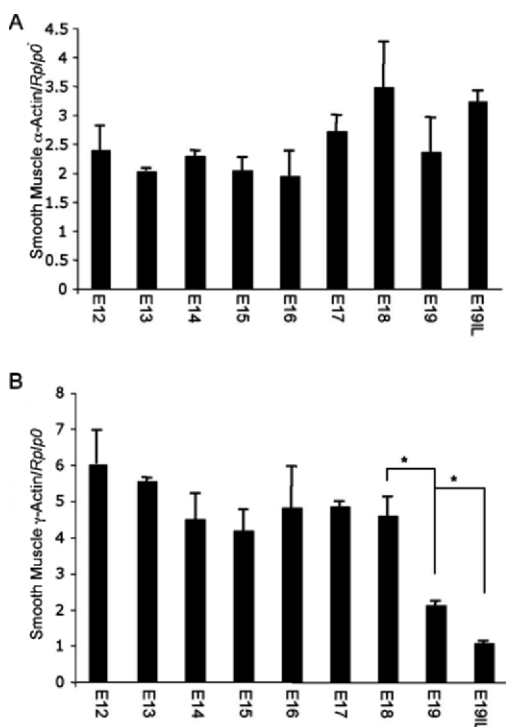 A
Smooth Muscle α-Actin/Rplp0
4.5
4
3.5
3
2.5
2
1.5
1
0.5
0
E12
E13
E14
E15
E16
E17
E18
E19
E19IL
B
Smooth Muscle γ-Actin/Rplp0
8
7
6
5
4
3
2
1
0
*
*
E12
E13
E14
E15
E16
E17
E18
E19
E19IL